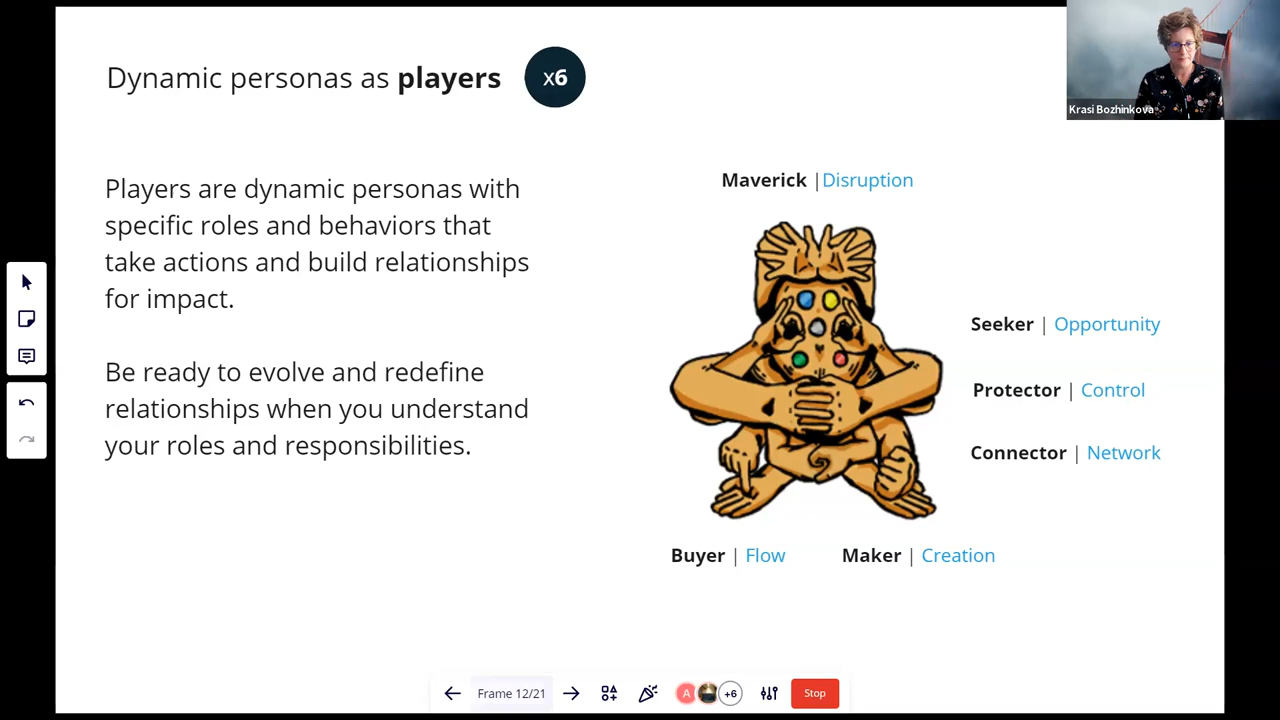 Dynamic personas as players
x6
Krasi Bozhinkova
Players are dynamic personas with
specific roles and behaviors that
take actions and build relationships
for impact.
Be ready to evolve and redefine
relationships when you understand
your roles and responsibilities.
Maverick |Disruption
Seeker | Opportunity
Protector | Control
Connector | Network
Buyer | Flow
Maker | Creation
Frame 12/21
A
+6
Stop